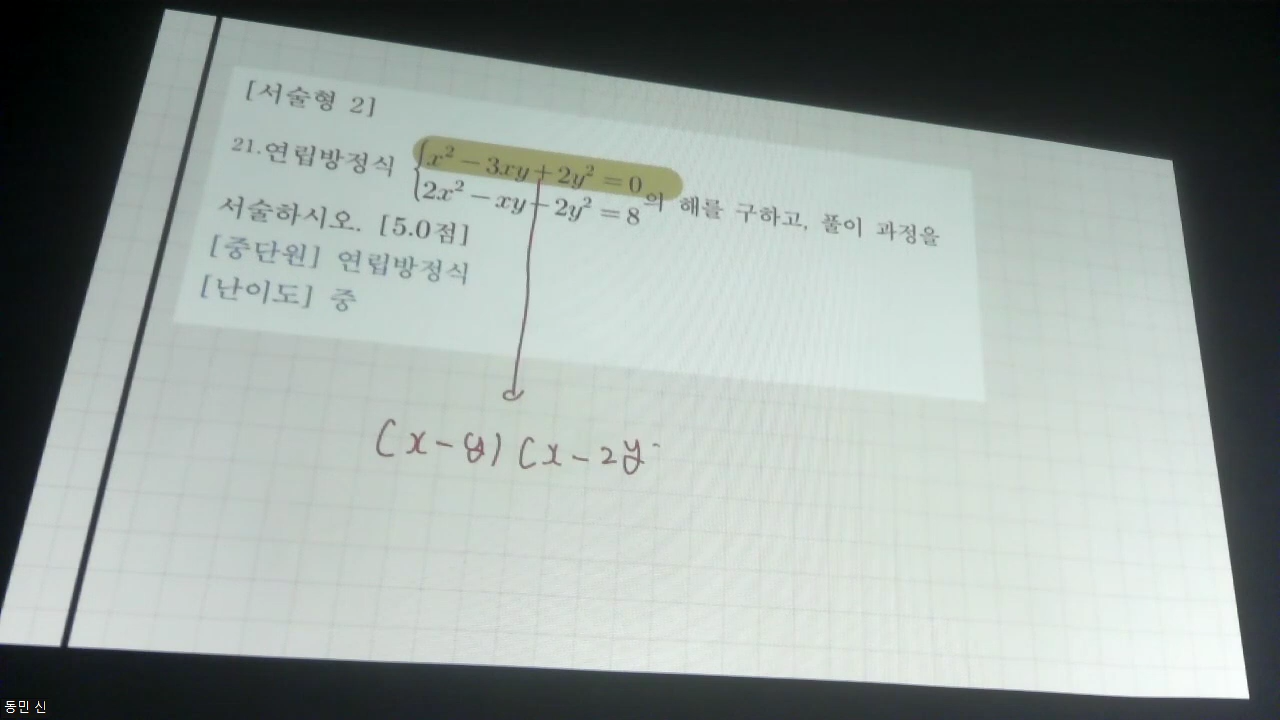 [서술형 2]
21.연립방정식 {x² − 3xy + 2y² = 0
2x² − xy − 2y² = 8 의 해를 구하고, 풀이 과정을
서술하시오. [5.0점]
[중단원] 연립방정식
[난이도] 중
(x−y)(x−2y
동민 신